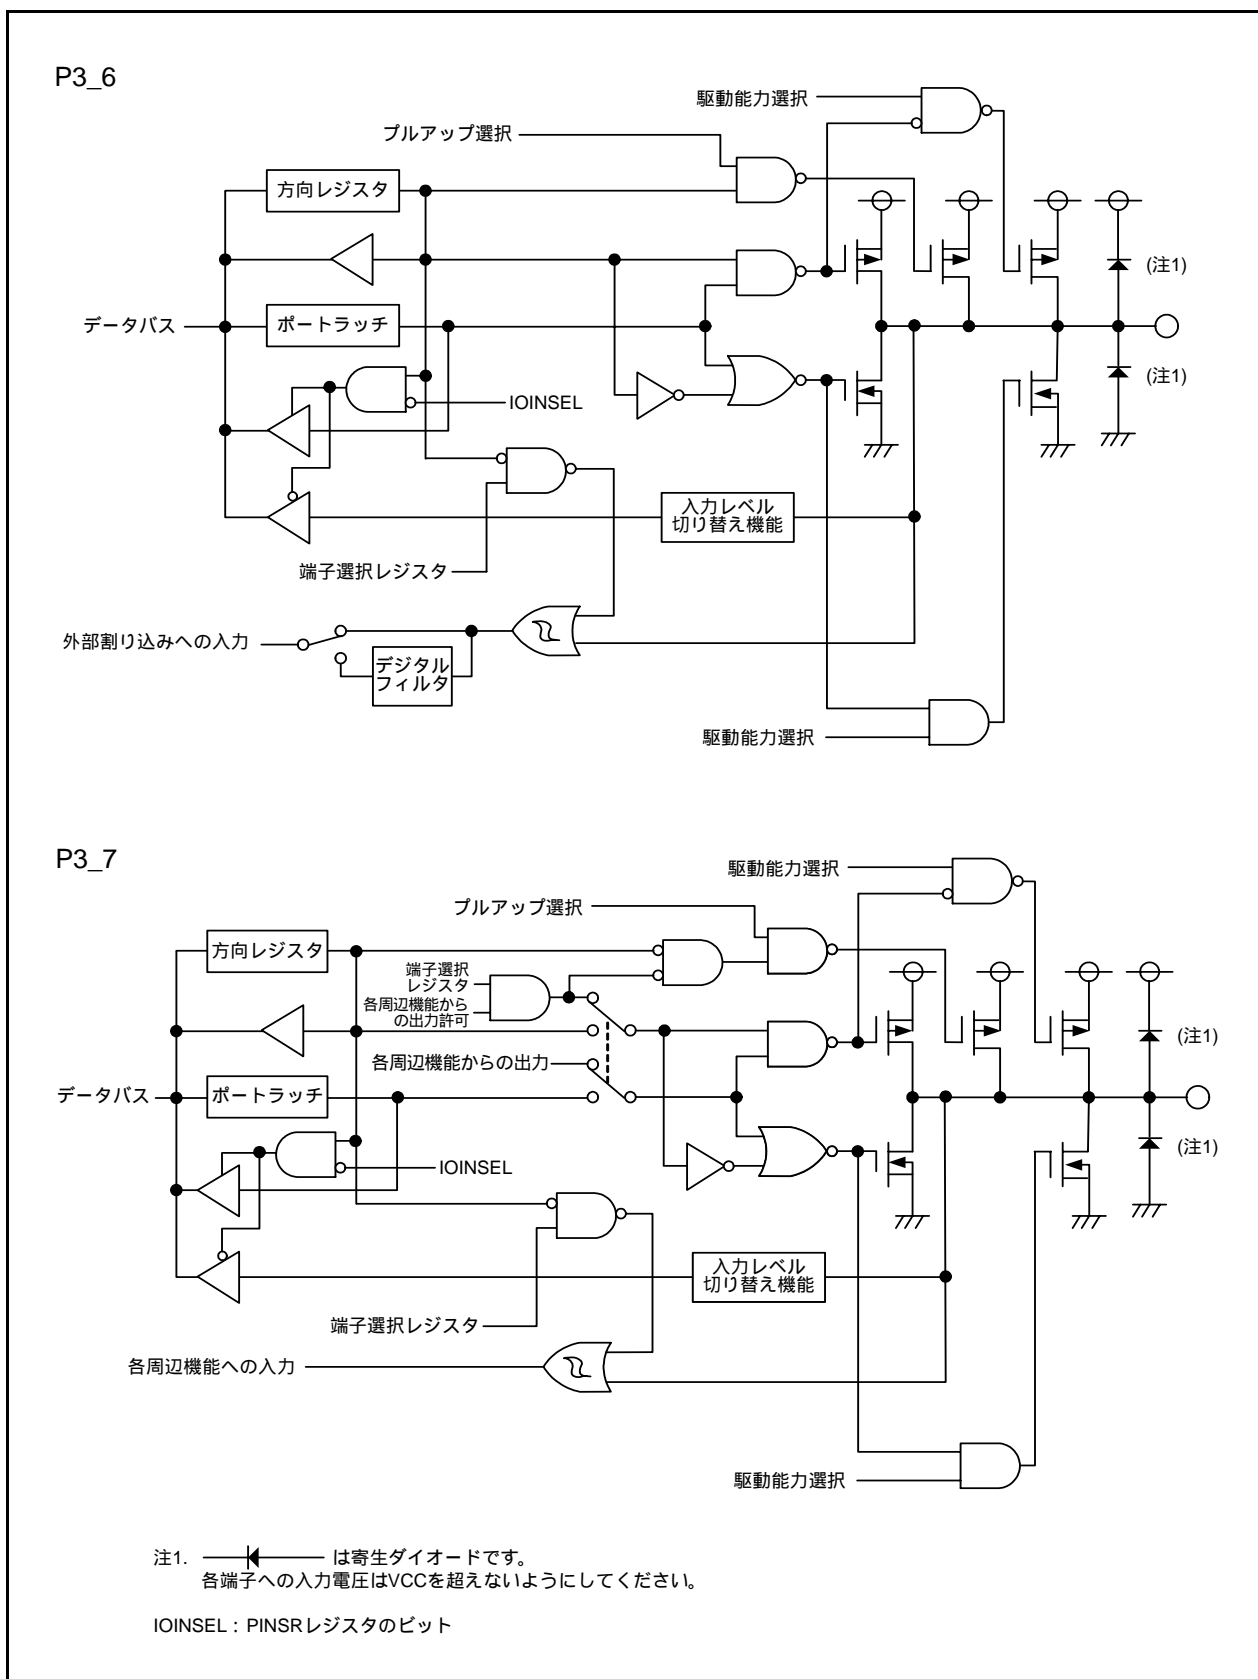 P3_6
駆動能力選択
プルアップ選択
方向レジスタ
(注1)
データバス
ポートラッチ
(注1)
IOINSEL
入力レベル
切り替え機能
端子選択レジスタ
外部割り込みへの入力
デジタル
フィルタ
駆動能力選択
P3_7
駆動能力選択
プルアップ選択
方向レジスタ
端子選択
レジスタ
各周辺機能から
の出力許可
(注1)
各周辺機能からの出力
データバス
ポートラッチ
(注1)
IOINSEL
入力レベル
切り替え機能
端子選択レジスタ
各周辺機能への入力
駆動能力選択
注1. は寄生ダイオードです。
各端子への入力電圧はVCCを超えないようにしてください。
IOINSEL：PINSRレジスタのビット